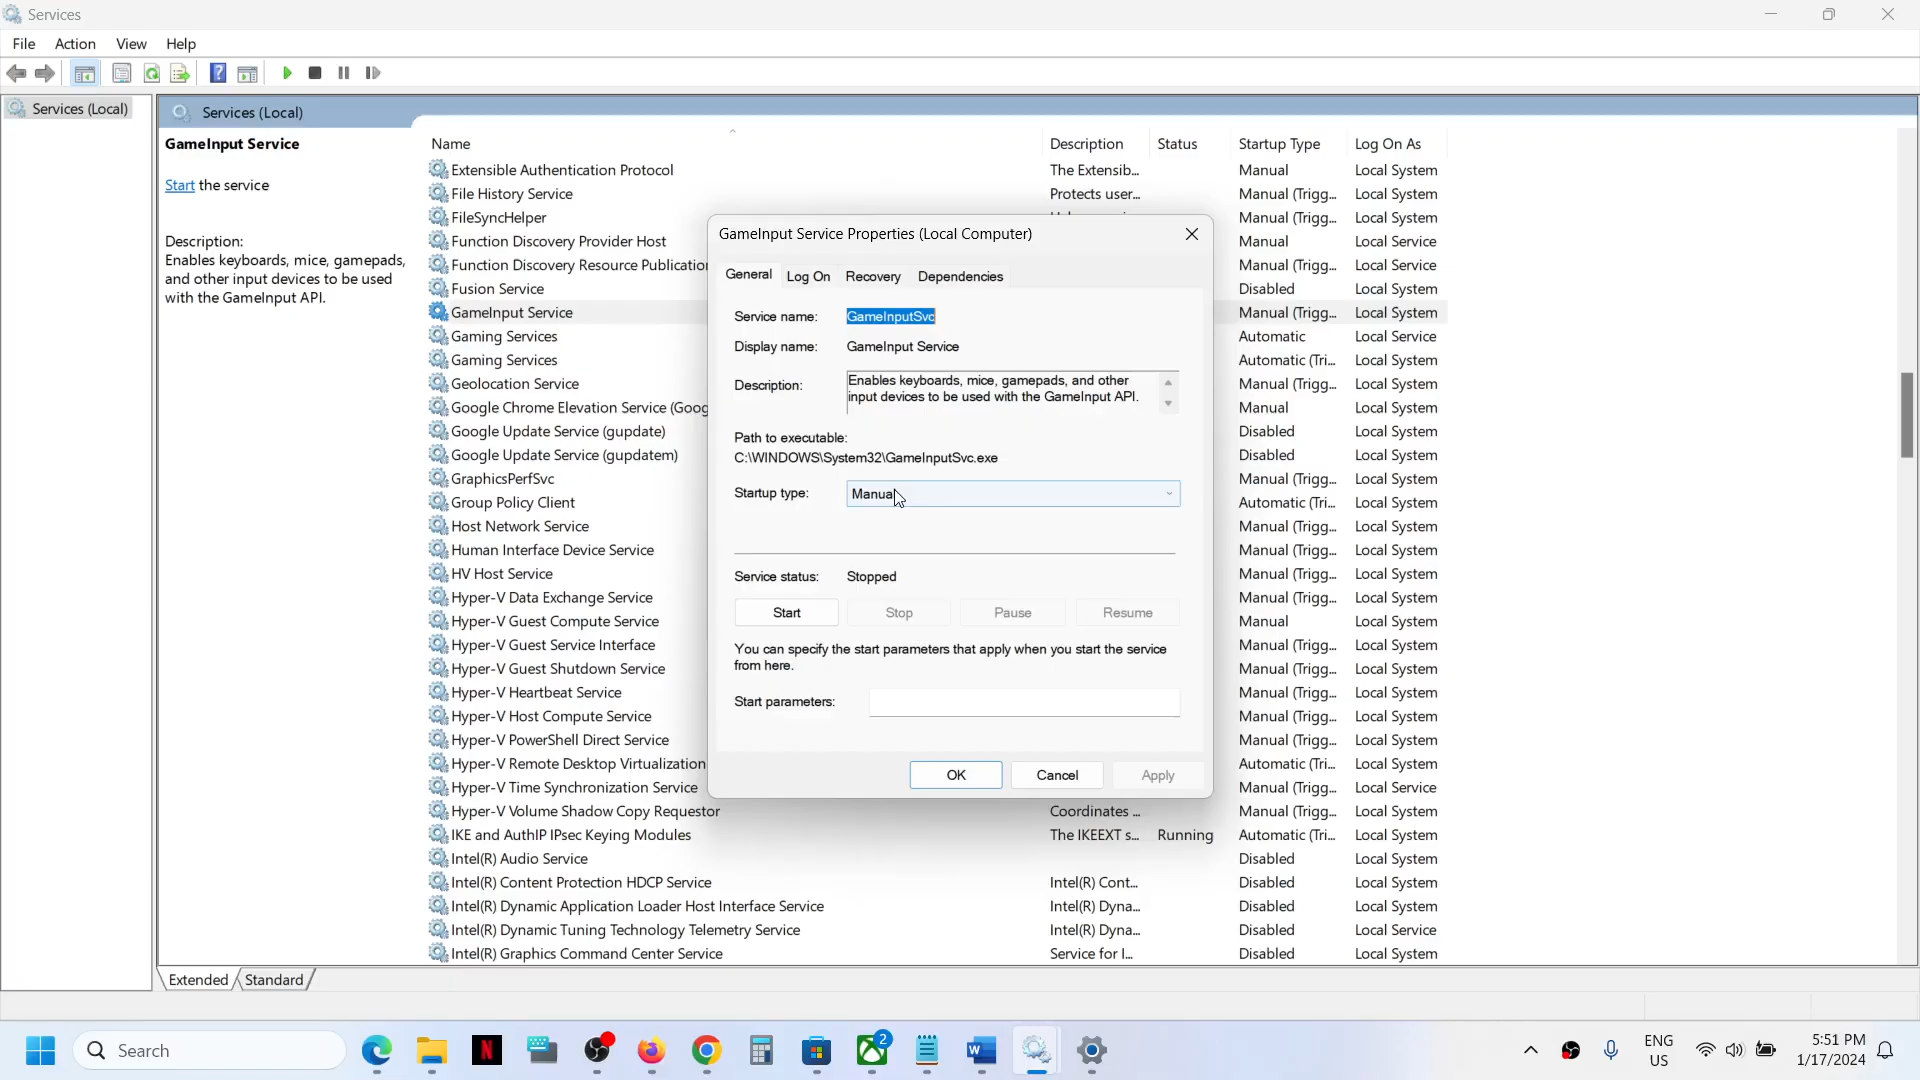 Services
File Action View Help
Services (Local)
Services (Local)
GameInput Service
Start the service
Description:
Enables keyboards, mice, gamepads,
and other input devices to be used
with the GameInput API.
Name Description Status Startup Type Log On As
Extensible Authentication Protocol The Extensib... Manual Local System
File History Service Protects user... Manual (Trigg... Local System
FileSyncHelper Manual (Trigg... Local System
Function Discovery Provider Host Manual Local Service
Function Discovery Resource Publication Manual (Trigg... Local Service
Fusion Service Disabled Local System
GameInput Service Manual (Trigg... Local System
Gaming Services Automatic Local Service
Gaming Services Automatic (Tri... Local System
Geolocation Service Manual (Trigg... Local System
Google Chrome Elevation Service (Goog Manual Local System
Google Update Service (gupdate) Disabled Local System
Google Update Service (gupdatem) Disabled Local System
GraphicsPerfSvc Manual (Trigg... Local System
Group Policy Client Automatic (Tri... Local System
Host Network Service Manual (Trigg... Local System
Human Interface Device Service Manual (Trigg... Local System
HV Host Service Manual (Trigg... Local System
Hyper-V Data Exchange Service Manual (Trigg... Local System
Hyper-V Guest Compute Service Manual Local System
Hyper-V Guest Service Interface Manual (Trigg... Local System
Hyper-V Guest Shutdown Service Manual (Trigg... Local System
Hyper-V Heartbeat Service Manual (Trigg... Local System
Hyper-V Host Compute Service Manual (Trigg... Local System
Hyper-V PowerShell Direct Service Manual (Trigg... Local System
Hyper-V Remote Desktop Virtualization Automatic (Tri... Local System
Hyper-V Time Synchronization Service Manual (Trigg... Local Service
Hyper-V Volume Shadow Copy Requestor Coordinates ... Manual (Trigg... Local System
IKE and AuthIP IPsec Keying Modules The IKEEXT s... Running Automatic (Tri... Local System
Intel(R) Audio Service Disabled Local System
Intel(R) Content Protection HDCP Service Intel(R) Cont... Disabled Local System
Intel(R) Dynamic Application Loader Host Interface Service Intel(R) Dyna... Disabled Local System
Intel(R) Dynamic Tuning Technology Telemetry Service Intel(R) Dyna... Disabled Local Service
Intel(R) Graphics Command Center Service Service for I... Disabled Local System
GameInput Service Properties (Local Computer)
General Log On Recovery Dependencies
Service name: GameInputSvc
Display name: GameInput Service
Description: Enables keyboards, mice, gamepads, and other
input devices to be used with the GameInput API.
Path to executable:
C:\WINDOWS\System32\GameInputSvc.exe
Startup type: Manual
Service status: Stopped
Start Stop Pause Resume
You can specify the start parameters that apply when you start the service
from here.
Start parameters:
OK Cancel Apply
Extended Standard
Search
N
2
W
ENG
US
5:51 PM
1/17/2024